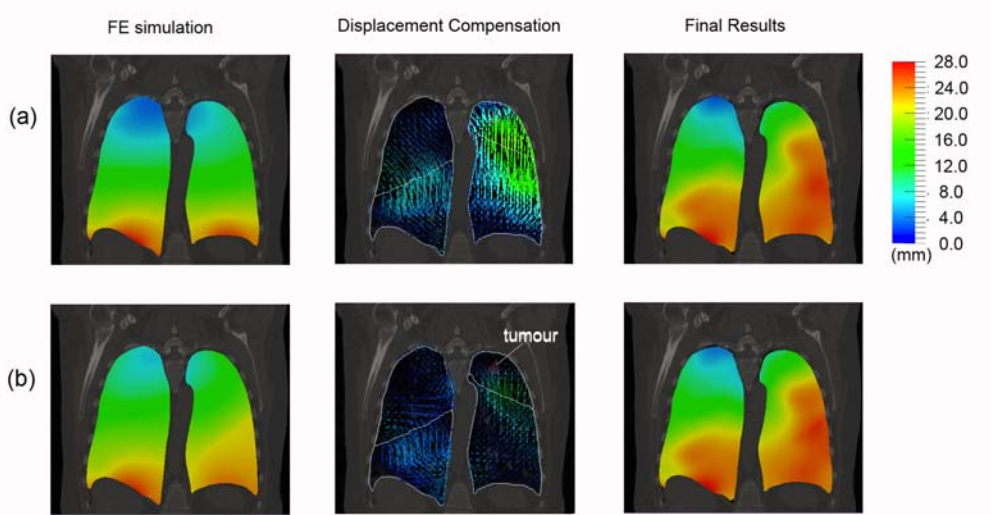 FE simulation
Displacement Compensation
Final Results
(a)
28.0
24.0
20.0
16.0
12.0
8.0
4.0
0.0
(mm)
(b)
tumour